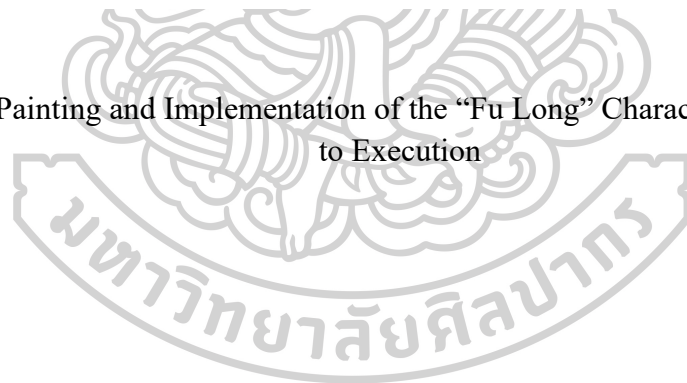 Painting and Implementation of the “Fu Long” Charac
to Execution
มหาวิทยาลัยศิลปากร